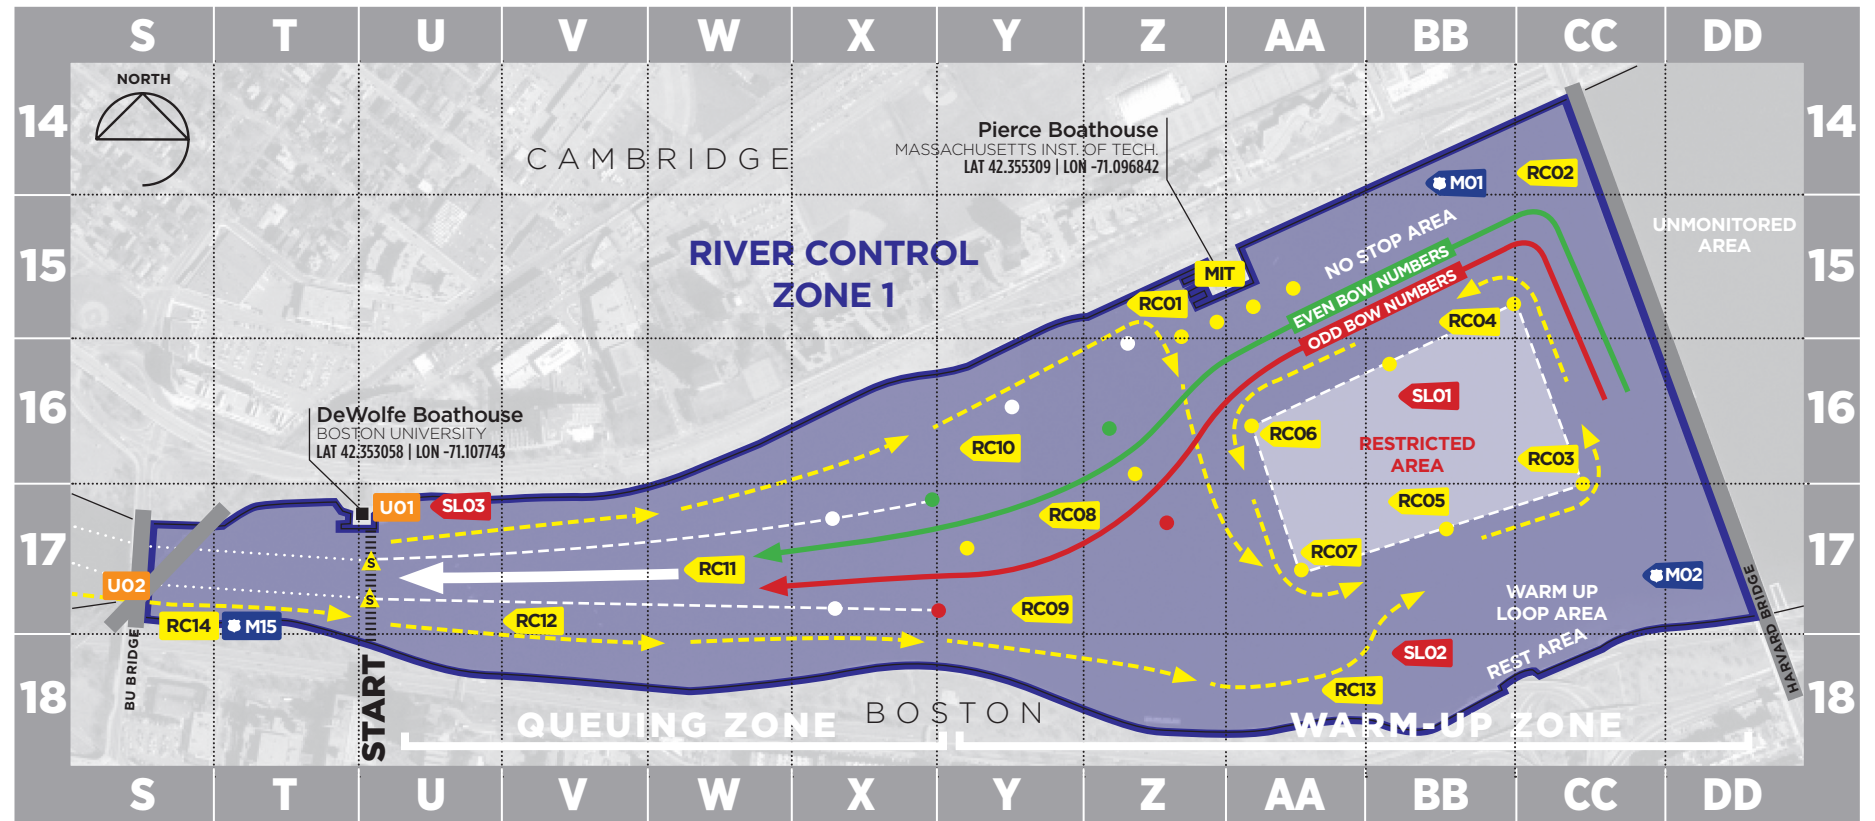 S T U V W X Y Z AA BB CC DD
14
14
15
15
16
16
17
17
18
18
NORTH
CAMBRIDGE
Pierce Boathouse
MASSACHUSETTS INST. OF TECH.
LAT 42.355309 | LON -71.096842
M01
RC02
RIVER CONTROL
ZONE 1
NO STOP AREA
UNMONITORED
AREA
MIT
RC01
EVEN BOW NUMBERS
ODD BOW NUMBERS
RC04
SL01
DeWolfe Boathouse
BOSTON UNIVERSITY
LAT 42.353058 | LON -71.107743
RC10
RC06
RESTRICTED
AREA
RC03
U01
SL03
RC08
RC05
S
RC11
RC07
M02
U02
S
RC09
WARM UP
LOOP AREA
RC14
M15
RC12
REST AREA
SL02
RC13
BU BRIDGE
START
HARVARD BRIDGE
QUEUING ZONE
BOSTON
WARM-UP ZONE
S T U V W X Y Z AA BB CC DD